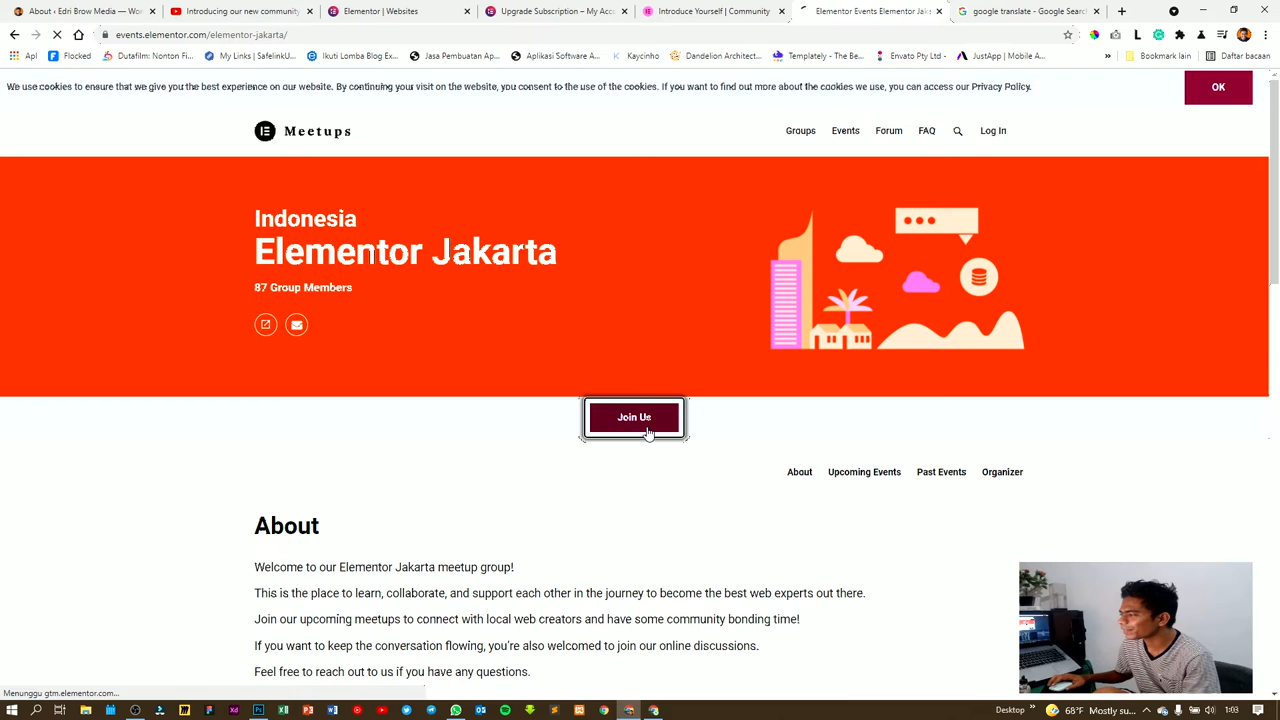 About ‹ Edri Brow Media — Wor
Introducing our new community
Elementor | Websites
Upgrade Subscription – My Acc
Introduce Yourself | Community
Elementor Events Elementor Jaka
google translate - Google Search
events.elementor.com/elementor-jakarta/
Apl
Flocked
Dutafilm: Nonton Fi...
My Links | SafelinkU
Ikuti Lomba Blog Ex...
Jasa Pembuatan Ap...
Aplikasi Software A...
Kaycinho
Dandelion Architect...
Templately - The Be...
Envato Pty Ltd -
JustApp | Mobile A...
»
Bookmark lain
Daftar bacaan
We use cookies to ensure that we give you the best experience on our website. By continuing your visit on the website, you consent to the use of the cookies. If you want to find out more about the cookies we use, you can access our Privacy Policy.
OK
Meetups
Groups
Events
Forum
FAQ
Log In
Indonesia
Elementor Jakarta
87 Group Members
Join Us
About
Upcoming Events
Past Events
Organizer
About
Welcome to our Elementor Jakarta meetup group!
This is the place to learn, collaborate, and support each other in the journey to become the best web experts out there.
Join our upcoming meetups to connect with local web creators and have some community bonding time!
If you want to keep the conversation flowing, you're also welcomed to join our online discussions.
Feel free to reach out to us if you have any questions.
Menunggu gtm.elementor.com...
Desktop
68°F Mostly su...
1:03